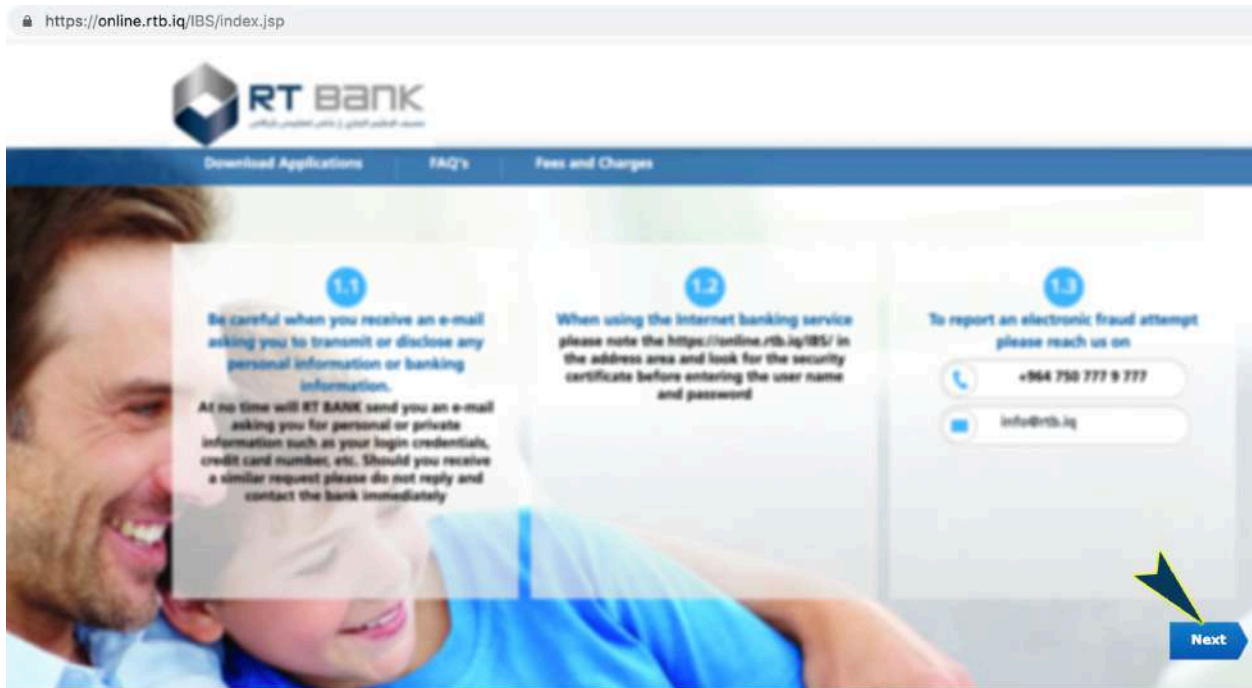 https://online.rtb.iq/IBS/index.jsp
RT BANK
Download Applications
FAQ's
Fees and Charges
1.1
Be careful when you receive an e-mail
asking you to transmit or disclose any
personal information or banking
information.
At no time will RT BANK send you an e-mail
asking you for personal or private
information such as your login credentials,
credit card number, etc. Should you receive
a similar request please do not reply and
contact the bank immediately
1.2
When using the Internet banking service
please note the https://online.rtb.iq/IBS/ in
the address area and look for the security
certificate before entering the user name
and password
1.3
To report an electronic fraud attempt
please reach us on
+964 750 777 9 777
info@rtb.iq
Next